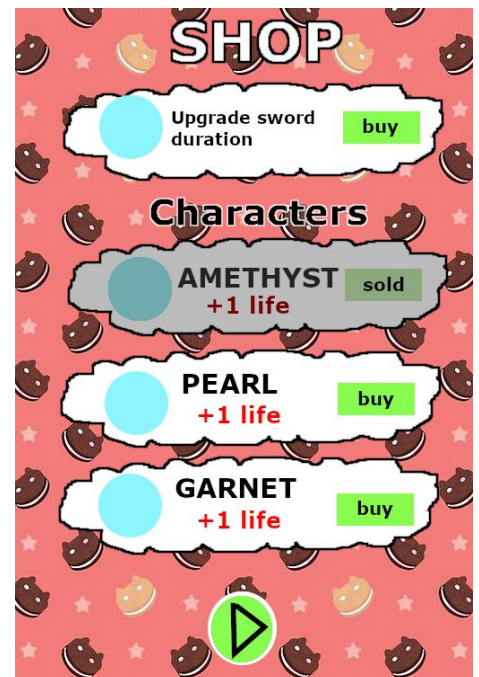 SHOP
Upgrade sword
duration
buy
Characters
AMETHYST
+1 life
sold
PEARL
+1 life
buy
GARNET
+1 life
buy